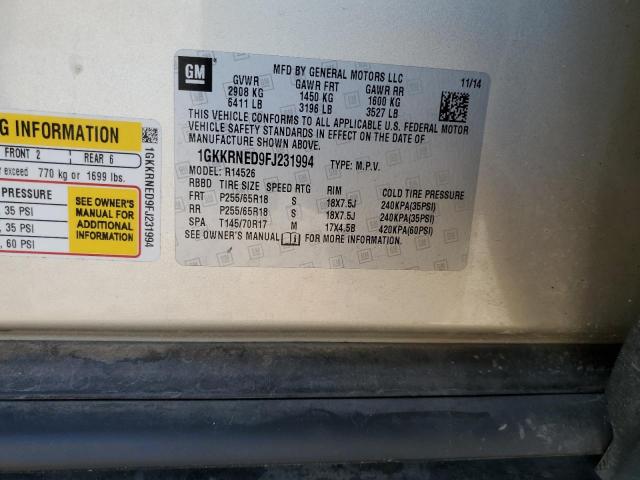 GM
MFD BY GENERAL MOTORS LLC
11/14
GVWR GAWR FRT GAWR RR
2908 KG 1450 KG 1600 KG
6411 LB 3196 LB 3527 LB
THIS VEHICLE CONFORMS TO ALL APPLICABLE U.S. FEDERAL MOTOR
VEHICLE SAFETY STANDARDS IN EFFECT ON THE DATE OF
MANUFACTURE SHOWN ABOVE.
1GKKRNED9FJ231994 TYPE: M.P.V.
MODEL: R14526
RBBD TIRE SIZE SPEED RTG RIM COLD TIRE PRESSURE
FRT P255/65R18 S 18X7.5J 240KPA(35PSI)
RR P255/65R18 S 18X7.5J 240KPA(35PSI)
SPA T145/70R17 M 17X4.5B 420KPA(60PSI)
SEE OWNER'S MANUAL FOR MORE INFORMATION
G INFORMATION
FRONT 2 REAR 6
exceed 770 kg or 1699 lbs.
PRESSURE
, 35 PSI
, 35 PSI
, 60 PSI
SEE OWNER'S
MANUAL FOR
ADDITIONAL
INFORMATION
1GKKRNED9FJ231994